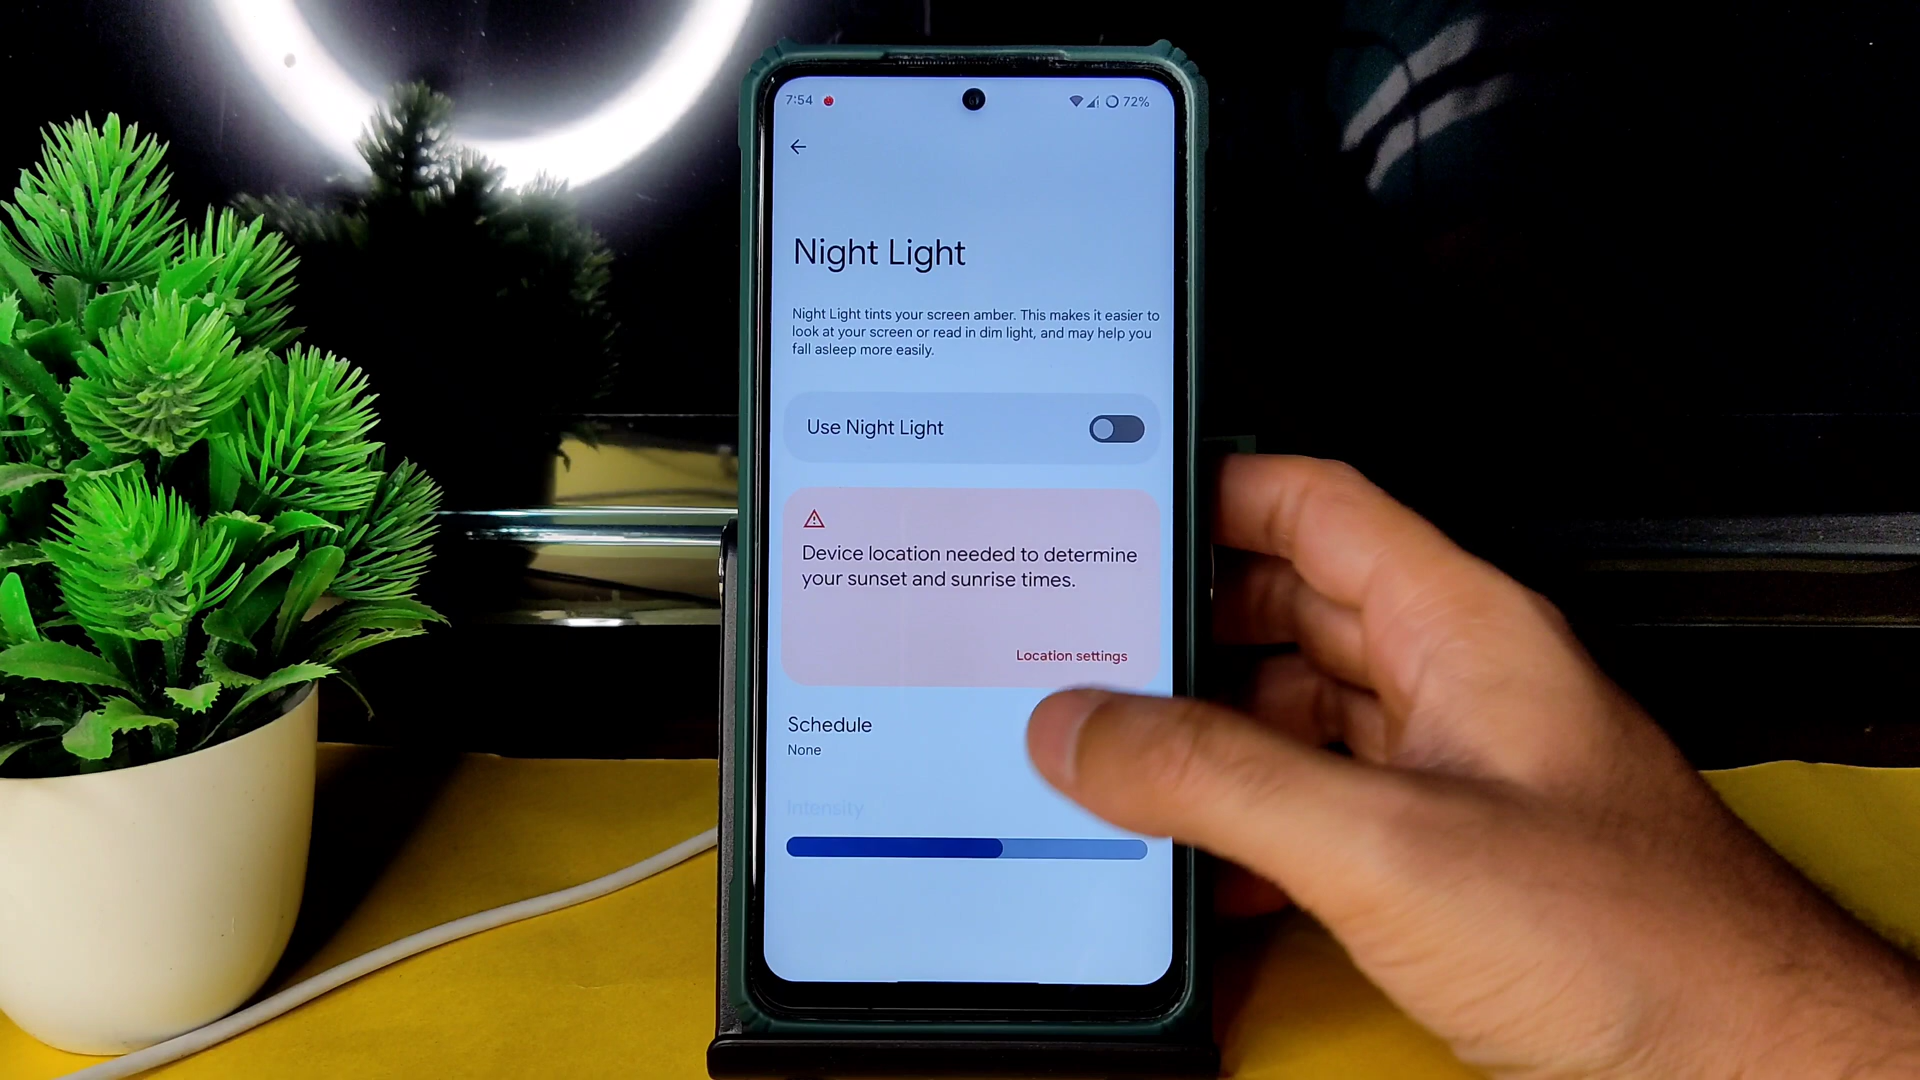 7:54 72%
Night Light
Night Light tints your screen amber. This makes it easier to
look at your screen or read in dim light, and may help you
fall asleep more easily.
Use Night Light
Device location needed to determine
your sunset and sunrise times.
Location settings
Schedule
None
Intensity